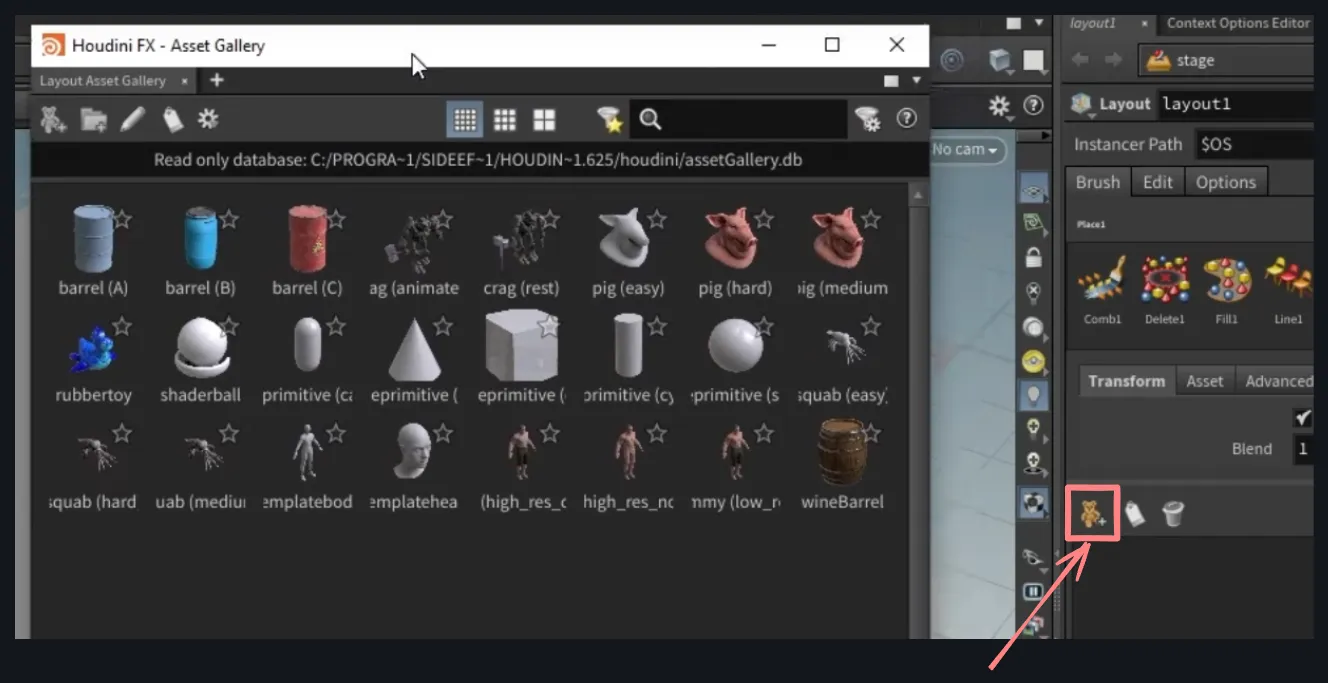 Houdini FX - Asset Gallery
layout1 × Context Options Editor
Layout Asset Gallery × +
stage
Layout layout1
Read only database: C:/PROGRA~1/SIDEEF~1/HOUDIN~1.625/houdini/assetGallery.db
No cam
Instancer Path $OS
Brush Edit Options
Place1
barrel (A) barrel (B) barrel (C) ag (animate crag (rest) pig (easy) pig (hard) pig (medium
Comb1 Delete1 Fill1 Line1
rubbertoy shaderball primitive (ca eprimitive ( eprimitive ( primitive (cy primitive (s squab (easy)
Transform Asset Advanced
Blend 1
squab (hard uab (mediu emplatebod emplatehea (high_res_c high_res_nc mmy (low_r wineBarrel